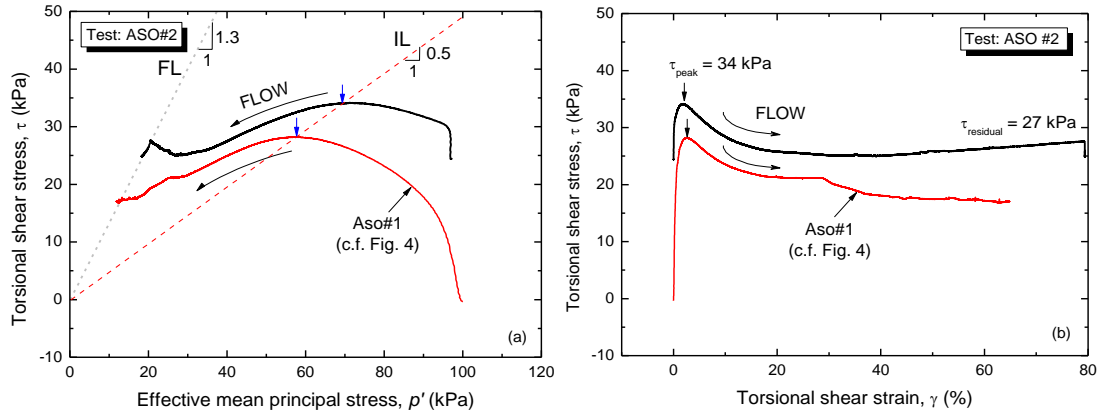 Test: ASO#2
FL
1
1.3
IL
1
0.5
FLOW
Aso#1
(c.f. Fig. 4)
(a)
50
40
30
20
10
0
-10
0 20 40 60 80 100 120
Torsional shear stress, τ (kPa)
Effective mean principal stress, p' (kPa)
Test: ASO #2
τpeak = 34 kPa
FLOW
τresidual = 27 kPa
Aso#1
(c.f. Fig. 4)
(b)
50
40
30
20
10
0
-10
0 20 40 60 80
Torsional shear stress, τ (kPa)
Torsional shear strain, γ (%)